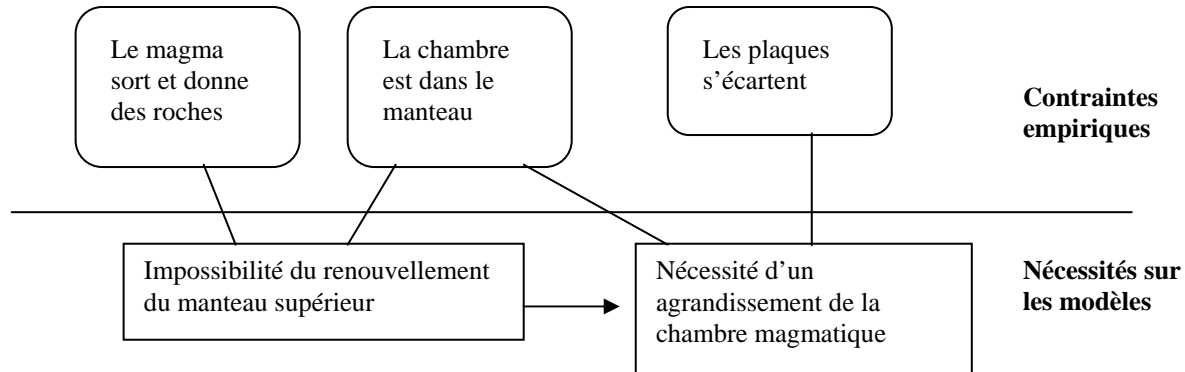 Le magma
sort et donne
des roches
La chambre
est dans le
manteau
Les plaques
s'écartent
Contraintes
empiriques
Impossibilité du renouvellement
du manteau supérieur
Nécessité d'un
agrandissement de la
chambre magmatique
Nécessités sur
les modèles